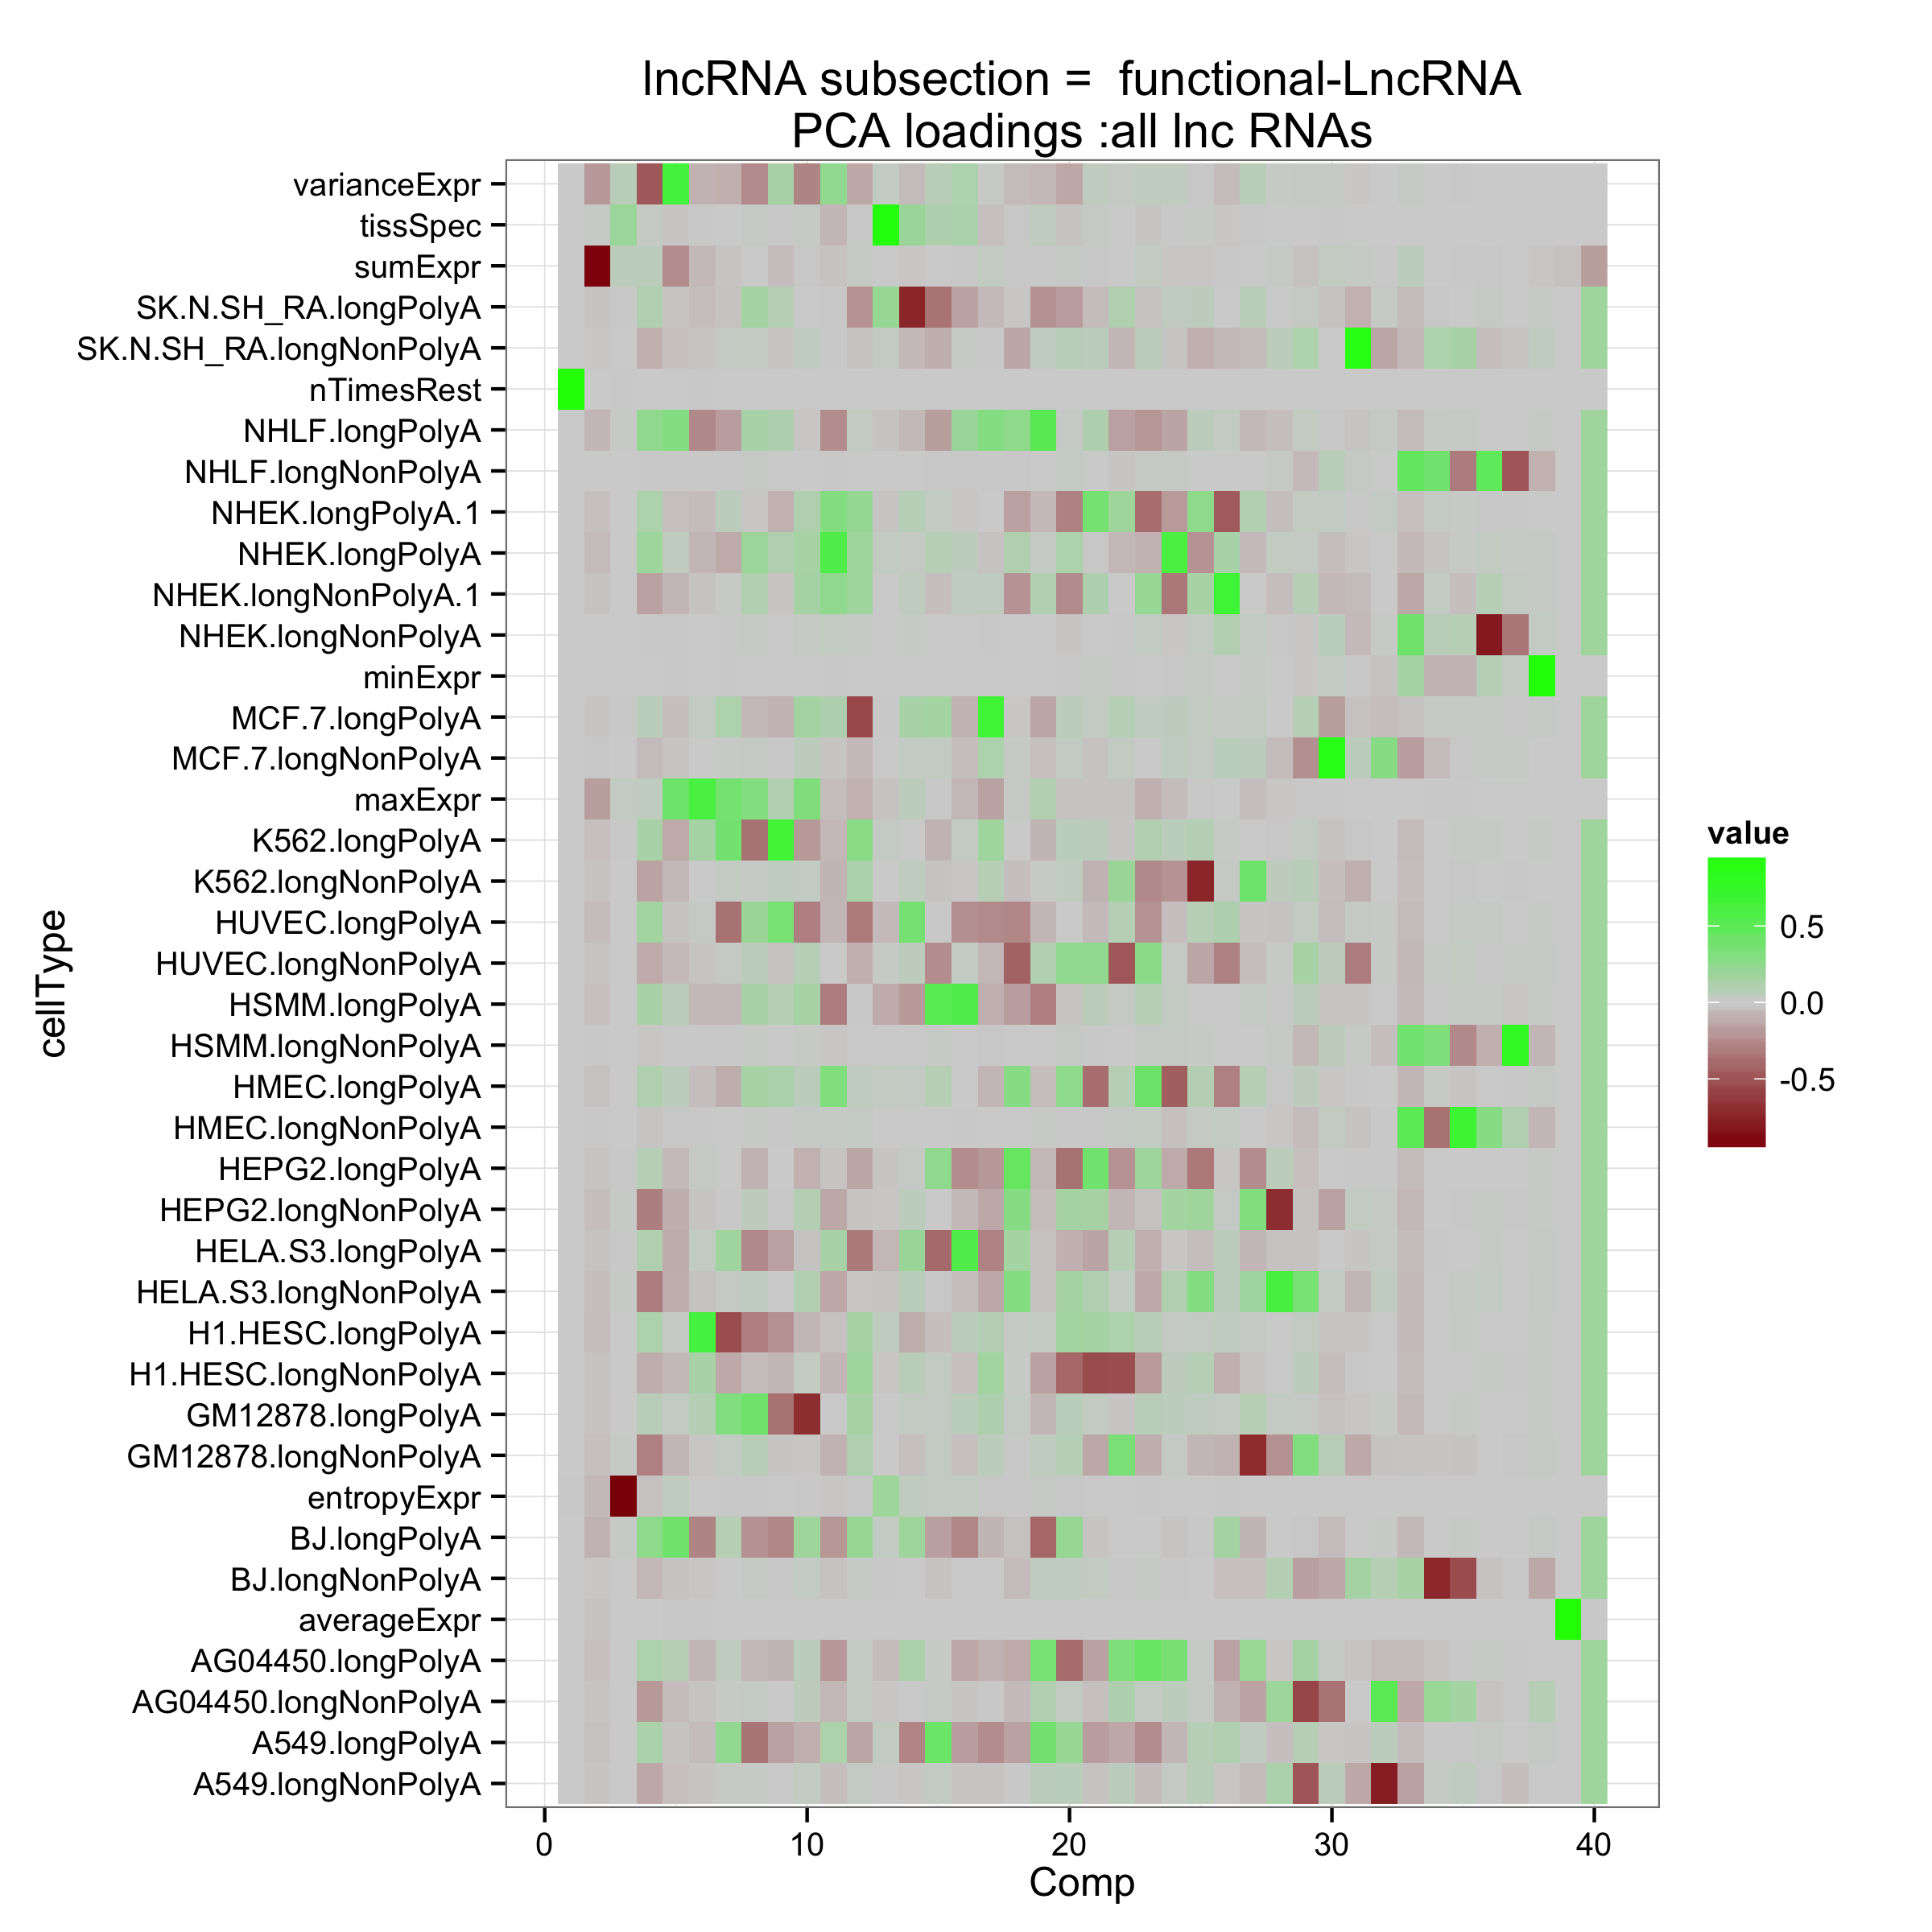 lncRNA subsection =  functional-LncRNA
PCA loadings :all lnc RNAs
cellType
varianceExpr
tissSpec
sumExpr
SK.N.SH_RA.longPolyA
SK.N.SH_RA.longNonPolyA
nTimesRest
NHLF.longPolyA
NHLF.longNonPolyA
NHEK.longPolyA.1
NHEK.longPolyA
NHEK.longNonPolyA.1
NHEK.longNonPolyA
minExpr
MCF.7.longPolyA
MCF.7.longNonPolyA
maxExpr
K562.longPolyA
K562.longNonPolyA
HUVEC.longPolyA
HUVEC.longNonPolyA
HSMM.longPolyA
HSMM.longNonPolyA
HMEC.longPolyA
HMEC.longNonPolyA
HEPG2.longPolyA
HEPG2.longNonPolyA
HELA.S3.longPolyA
HELA.S3.longNonPolyA
H1.HESC.longPolyA
H1.HESC.longNonPolyA
GM12878.longPolyA
GM12878.longNonPolyA
entropyExpr
BJ.longPolyA
BJ.longNonPolyA
averageExpr
AG04450.longPolyA
AG04450.longNonPolyA
A549.longPolyA
A549.longNonPolyA
0 10 20 30 40
Comp
value
0.5
0.0
-0.5